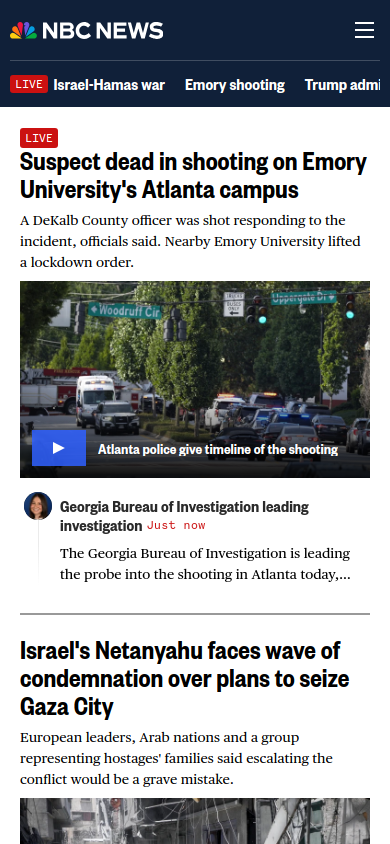 NBC NEWS
LIVE Israel-Hamas war Emory shooting Trump admi
LIVE
Suspect dead in shooting on Emory
University's Atlanta campus
A DeKalb County officer was shot responding to the
incident, officials said. Nearby Emory University lifted
a lockdown order.
Woodruff Cir
Uppergate Dr
Atlanta police give timeline of the shooting
Georgia Bureau of Investigation leading
investigation Just now
The Georgia Bureau of Investigation is leading
the probe into the shooting in Atlanta today,...
Israel's Netanyahu faces wave of
condemnation over plans to seize
Gaza City
European leaders, Arab nations and a group
representing hostages' families said escalating the
conflict would be a grave mistake.